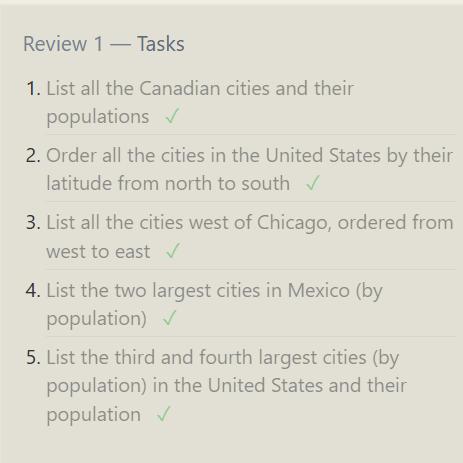 Review 1 — Tasks
1. List all the Canadian cities and their
populations ✓
2. Order all the cities in the United States by their
latitude from north to south ✓
3. List all the cities west of Chicago, ordered from
west to east ✓
4. List the two largest cities in Mexico (by
population) ✓
5. List the third and fourth largest cities (by
population) in the United States and their
population ✓